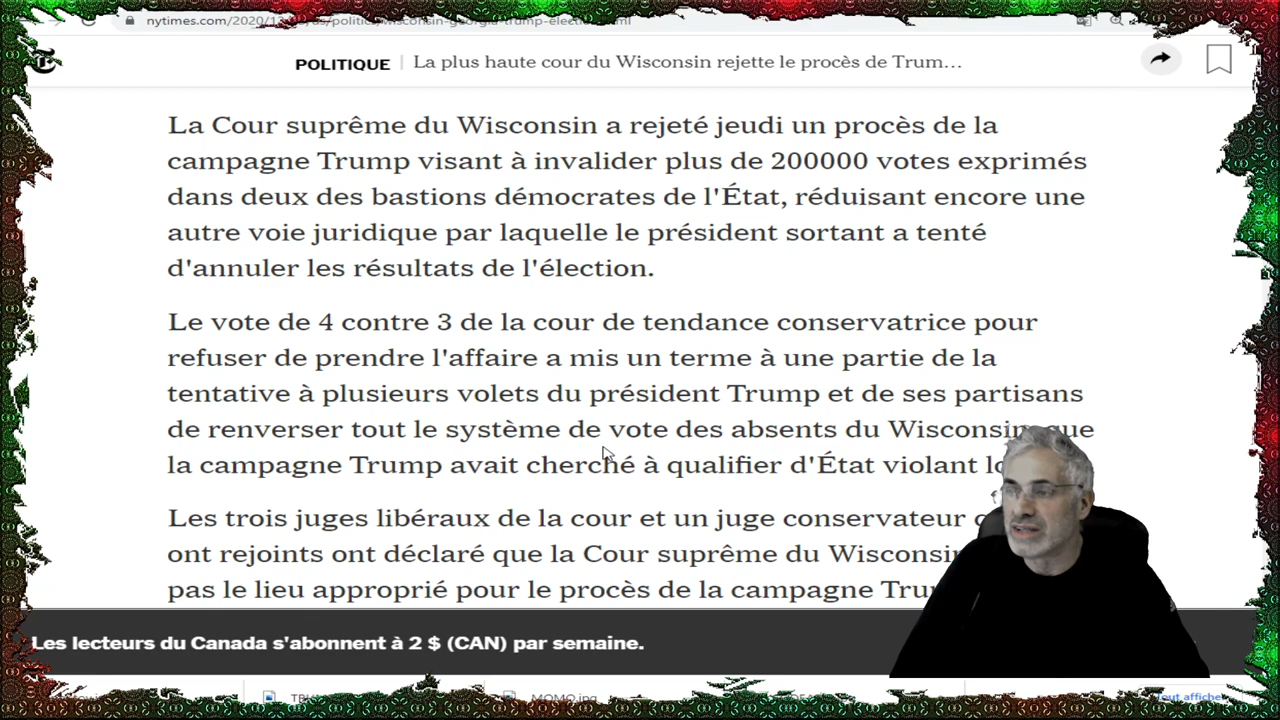 nytimes.com/2020/
POLITIQUE | La plus haute cour du Wisconsin rejette le procès de Trum…
La Cour suprême du Wisconsin a rejeté jeudi un procès de la
campagne Trump visant à invalider plus de 200000 votes exprimés
dans deux des bastions démocrates de l'État, réduisant encore une
autre voie juridique par laquelle le président sortant a tenté
d'annuler les résultats de l'élection.
Le vote de 4 contre 3 de la cour de tendance conservatrice pour
refuser de prendre l'affaire a mis un terme à une partie de la
tentative à plusieurs volets du président Trump et de ses partisans
de renverser tout le système de vote des absents du Wisconsin que
la campagne Trump avait cherché à qualifier d'État violant
Les trois juges libéraux de la cour et un juge conservateur
ont rejoints ont déclaré que la Cour suprême du Wisconsin
pas le lieu approprié pour le procès de la campagne
Les lecteurs du Canada s'abonnent à 2 $ (CAN) par semaine.
MOMO.jpg